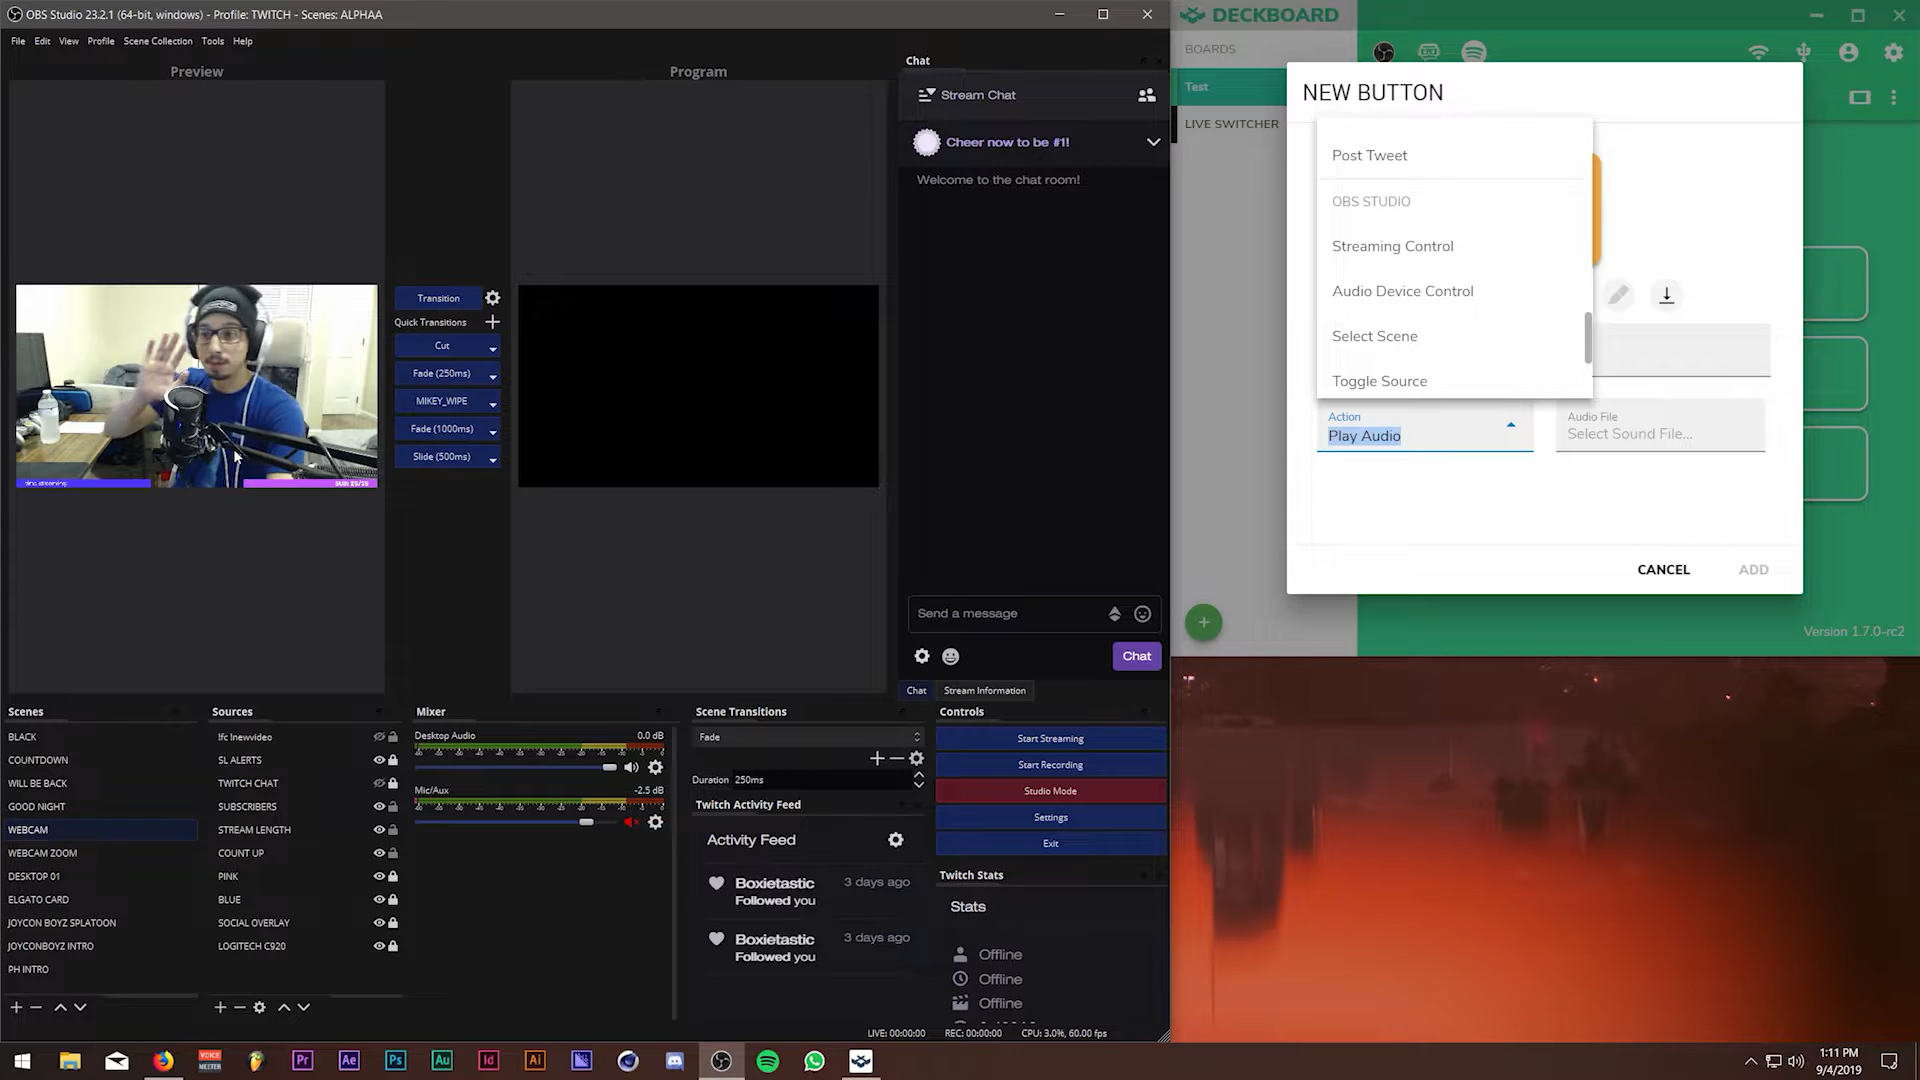 OBS Studio 23.2.1 (64-bit, windows) - Profile: TWITCH - Scenes: ALPHAA
File Edit View Profile Scene Collection Tools Help
Preview
Program
Transition
Quick Transitions
Cut
Fade (250ms)
MIKEY_WIPE
Fade (1000ms)
Slide (500ms)
Chat
Stream Chat
Cheer now to be #1!
Welcome to the chat room!
Send a message
Chat
Chat Stream Information
Scenes
BLACK
COUNTDOWN
WILL BE BACK
GOOD NIGHT
WEBCAM
WEBCAM ZOOM
DESKTOP 01
ELGATO CARD
JOYCON BOYZ SPLATOON
JOYCONBOYZ INTRO
PH INTRO
Sources
!fc !newvideo
SL ALERTS
TWITCH CHAT
SUBSCRIBERS
STREAM LENGTH
COUNT UP
PINK
BLUE
SOCIAL OVERLAY
LOGITECH C920
Mixer
Desktop Audio 0.0 dB
Mic/Aux -2.5 dB
Scene Transitions
Fade
Duration 250ms
Twitch Activity Feed
Activity Feed
Boxietastic 3 days ago
Followed you
Boxietastic 3 days ago
Followed you
Controls
Start Streaming
Start Recording
Studio Mode
Settings
Exit
Twitch Stats
Stats
Offline
Offline
Offline
LIVE: 00:00:00 REC: 00:00:00 CPU: 3.0%, 60.00 fps
DECKBOARD
BOARDS
Test
LIVE SWITCHER
NEW BUTTON
Post Tweet
OBS STUDIO
Streaming Control
Audio Device Control
Select Scene
Toggle Source
Action
Play Audio
Audio File
Select Sound File...
CANCEL ADD
Version 1.7.0-rc2
VOICE
MEETER
Pr Ae Ps Au Id Ai
1:11 PM
9/4/2019